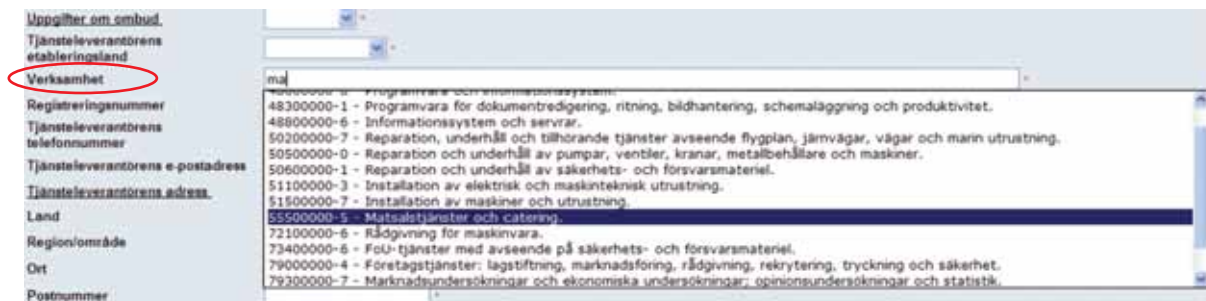 Uppgifter om ombud
Tjänsteleverantörens
etableringsland
Verksamhet
ma
Programvara och informationssystem.
48300000-1 - Programvara för dokumentredigering, ritning, bildhantering, schemaläggning och produktivitet.
Registreringsnummer
48800000-6 - Informationssystem och servrar.
Tjänsteleverantörens
telefonnummer
50200000-7 - Reparation, underhåll och tillhörande tjänster avseende flygplan, järnvägar, vägar och marin utrustning.
50500000-0 - Reparation och underhåll av pumpar, ventiler, kranar, metallbehållare och maskiner.
Tjänsteleverantörens e-postadress
50600000-1 - Reparation och underhåll av säkerhets- och försvarsmateriel.
51100000-3 - Installation av elektrisk och maskinteknisk utrustning.
Tjänsteleverantörens adress
51500000-7 - Installation av maskiner och utrustning.
Land
55500000-5 - Matsalstjänster och catering.
72100000-6 - Rådgivning för maskinvara.
Region/område
73400000-6 - FoU-tjänster med avseende på säkerhets- och försvarsmateriel.
Ort
79000000-4 - Företagstjänster: lagstiftning, marknadsföring, rådgivning, rekrytering, tryckning och säkerhet.
79300000-7 - Marknadsundersökningar och ekonomiska undersökningar; opinionsundersökningar och statistik.
Postnummer